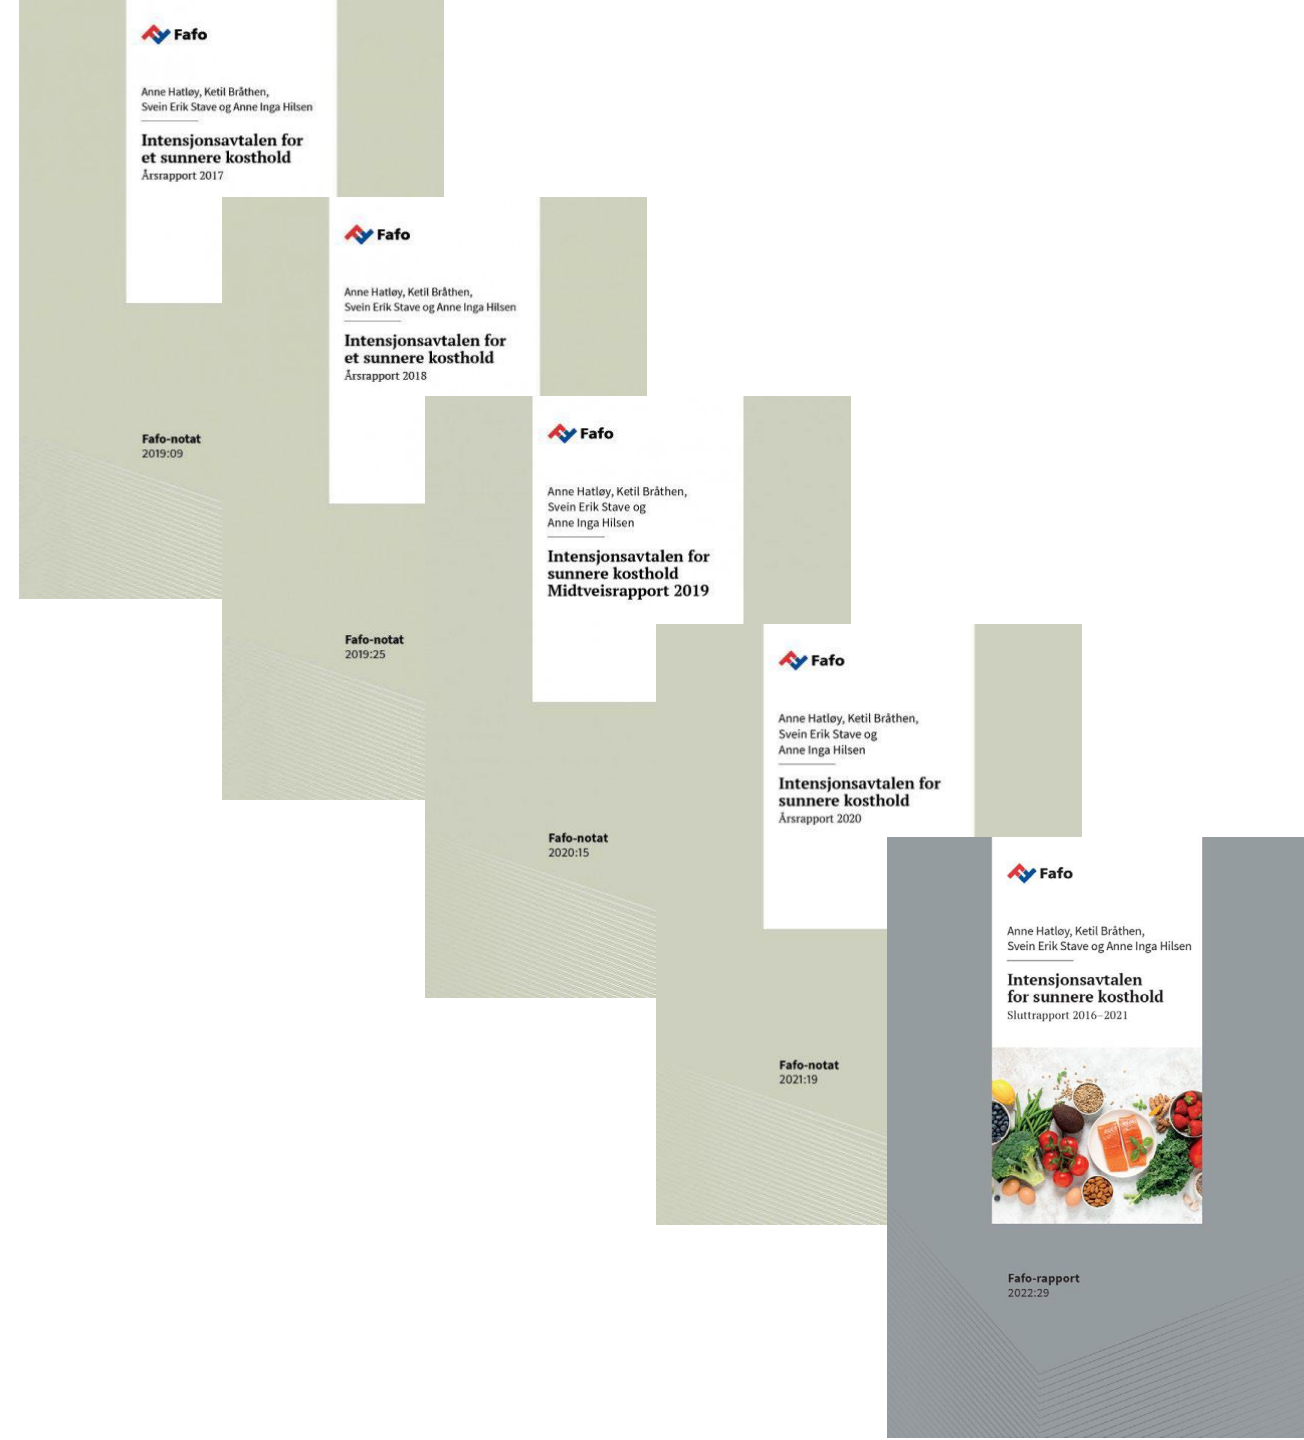 Fafo
Anne Hatløy, Ketil Bråthen,
Svein Erik Stave og Anne Inga Hilsen
Intensjonsavtalen for
et sunnere kosthold
Årsrapport 2017
Fafo-notat
2019:09
Fafo
Anne Hatløy, Ketil Bråthen,
Svein Erik Stave og Anne Inga Hilsen
Intensjonsavtalen for
et sunnere kosthold
Årsrapport 2018
Fafo-notat
2019:25
Fafo
Anne Hatløy, Ketil Bråthen,
Svein Erik Stave og
Anne Inga Hilsen
Intensjonsavtalen for
sunnere kosthold
Midtveisrapport 2019
Fafo-notat
2020:15
Fafo
Anne Hatløy, Ketil Bråthen,
Svein Erik Stave og
Anne Inga Hilsen
Intensjonsavtalen for
sunnere kosthold
Årsrapport 2020
Fafo-notat
2021:19
Fafo
Anne Hatløy, Ketil Bråthen,
Svein Erik Stave og Anne Inga Hilsen
Intensjonsavtalen
for sunnere kosthold
Sluttrapport 2016–2021
Fafo-rapport
2022:29